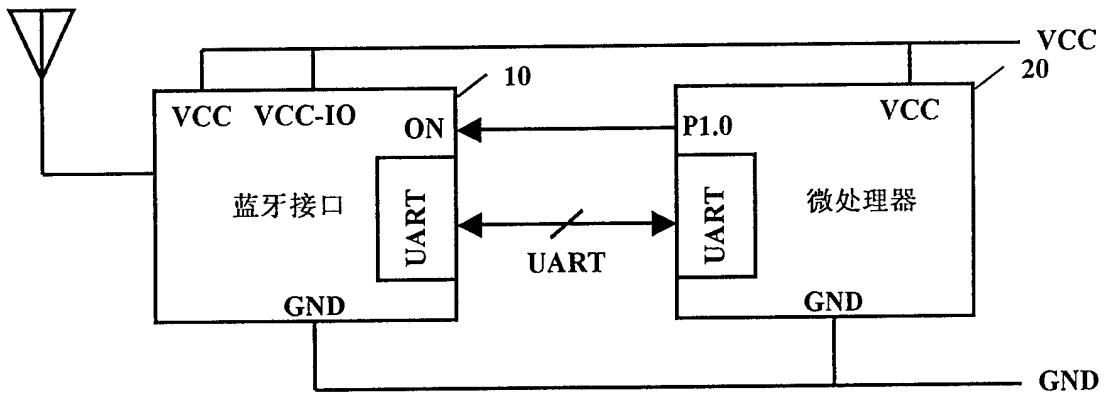 VCC
10
20
VCC VCC-IO
VCC
ON
P1.0
蓝牙接口
UART
UART
UART
微处理器
GND
GND
GND